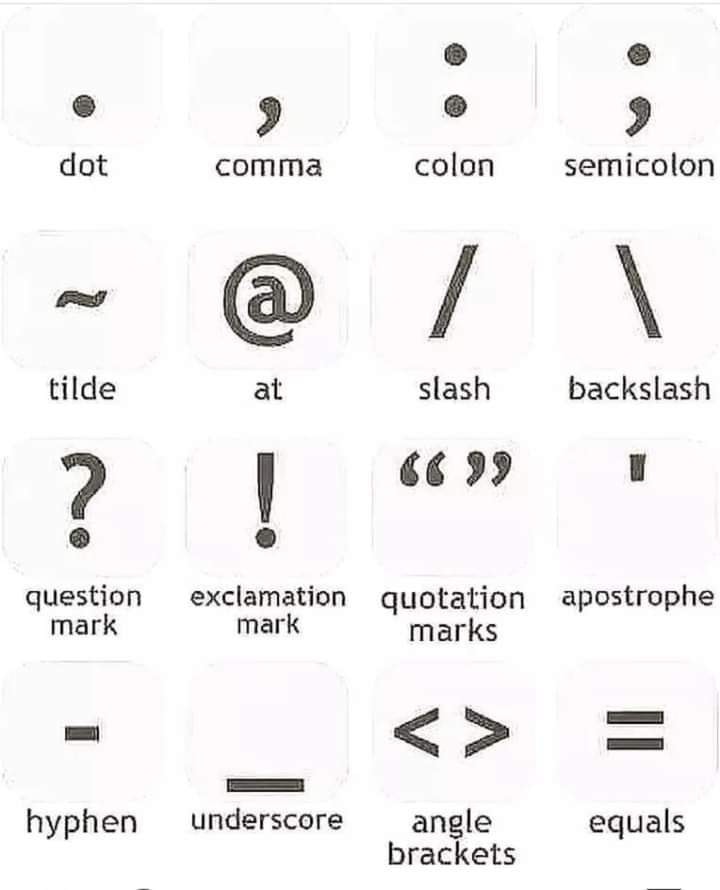 . , : ;
dot comma colon semicolon
~ @ / \
tilde at slash backslash
? ! “ ” '
question mark exclamation mark quotation marks apostrophe
- _ < > =
hyphen underscore angle brackets equals